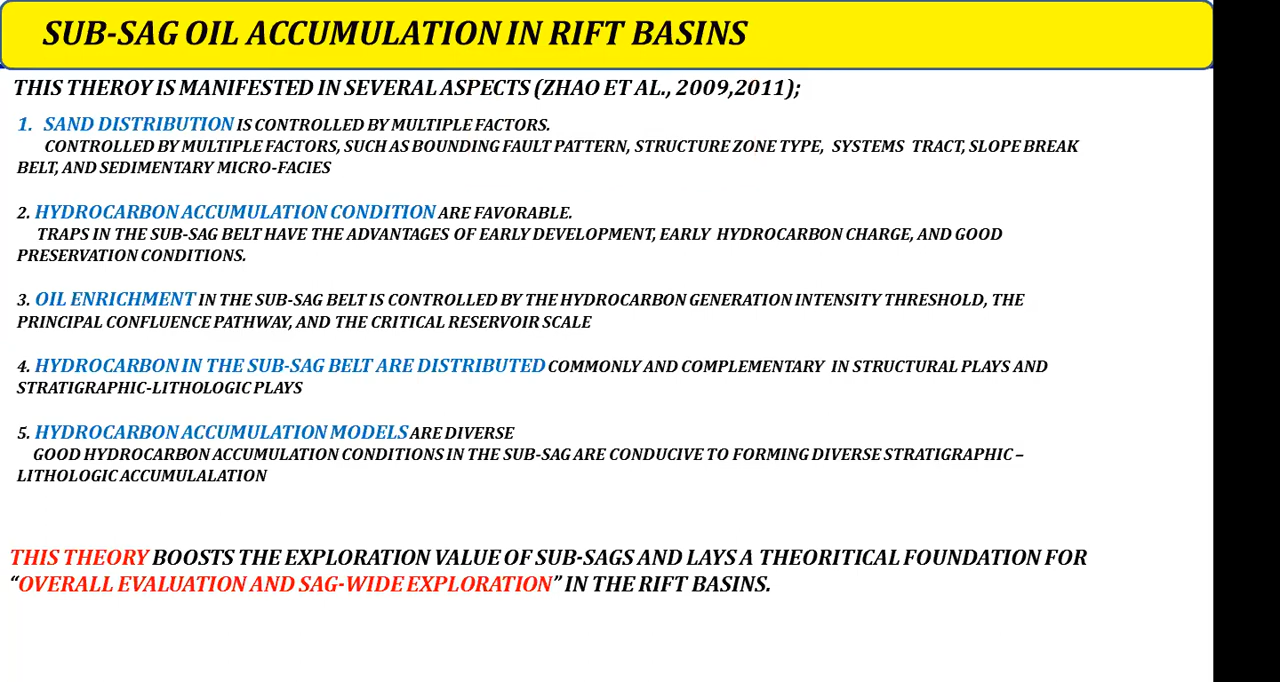 SUB-SAG OIL ACCUMULATION IN RIFT BASINS
THIS THEROY IS MANIFESTED IN SEVERAL ASPECTS (ZHAO ET AL., 2009,2011);
1. SAND DISTRIBUTION IS CONTROLLED BY MULTIPLE FACTORS.
CONTROLLED BY MULTIPLE FACTORS, SUCH AS BOUNDING FAULT PATTERN, STRUCTURE ZONE TYPE, SYSTEMS TRACT, SLOPE BREAK
BELT, AND SEDIMENTARY MICRO-FACIES
2. HYDROCARBON ACCUMULATION CONDITION ARE FAVORABLE.
TRAPS IN THE SUB-SAG BELT HAVE THE ADVANTAGES OF EARLY DEVELOPMENT, EARLY HYDROCARBON CHARGE, AND GOOD
PRESERVATION CONDITIONS.
3. OIL ENRICHMENT IN THE SUB-SAG BELT IS CONTROLLED BY THE HYDROCARBON GENERATION INTENSITY THRESHOLD, THE
PRINCIPAL CONFLUENCE PATHWAY, AND THE CRITICAL RESERVOIR SCALE
4. HYDROCARBON IN THE SUB-SAG BELT ARE DISTRIBUTED COMMONLY AND COMPLEMENTARY IN STRUCTURAL PLAYS AND
STRATIGRAPHIC-LITHOLOGIC PLAYS
5. HYDROCARBON ACCUMULATION MODELS ARE DIVERSE
GOOD HYDROCARBON ACCUMULATION CONDITIONS IN THE SUB-SAG ARE CONDUCIVE TO FORMING DIVERSE STRATIGRAPHIC –
LITHOLOGIC ACCUMULALATION
THIS THEORY BOOSTS THE EXPLORATION VALUE OF SUB-SAGS AND LAYS A THEORITICAL FOUNDATION FOR
“OVERALL EVALUATION AND SAG-WIDE EXPLORATION” IN THE RIFT BASINS.